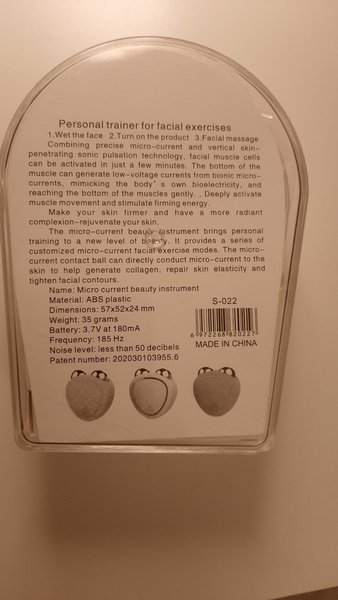 Personal trainer for facial exercises
1.Wet the face 2.Turn on the product 3.Facial massage
Combining precise micro-current and vertical skin-
penetrating sonic pulsation technology, facial muscle cells
can be activated in just a few minutes. The bottom of the
muscle can generate low-voltage currents from bionic micro-
currents, mimicking the body's own bioelectricity, and
reaching the bottom of the muscles gently... Deeply activate
muscle movement and stimulate firming energy.
Make your skin firmer and have a more radiant
complexion-rejuvenate your skin.
The micro-current beauty instrument brings personal
training to a new level of beauty. It provides a series of
customized micro-current facial exercise modes. The micro-
current contact ball can directly conduct micro-current to the
skin to help generate collagen, repair skin elasticity and
tighten facial contours.
Name: Micro current beauty instrument
Material: ABS plastic
Dimensions: 57x52x24 mm
Weight: 35 grams
Battery: 3.7V at 180mA
Frequency: 185 Hz
Noise level: less than 50 decibels
Patent number: 202030103955.6
S-022
6 972268 820227
MADE IN CHINA